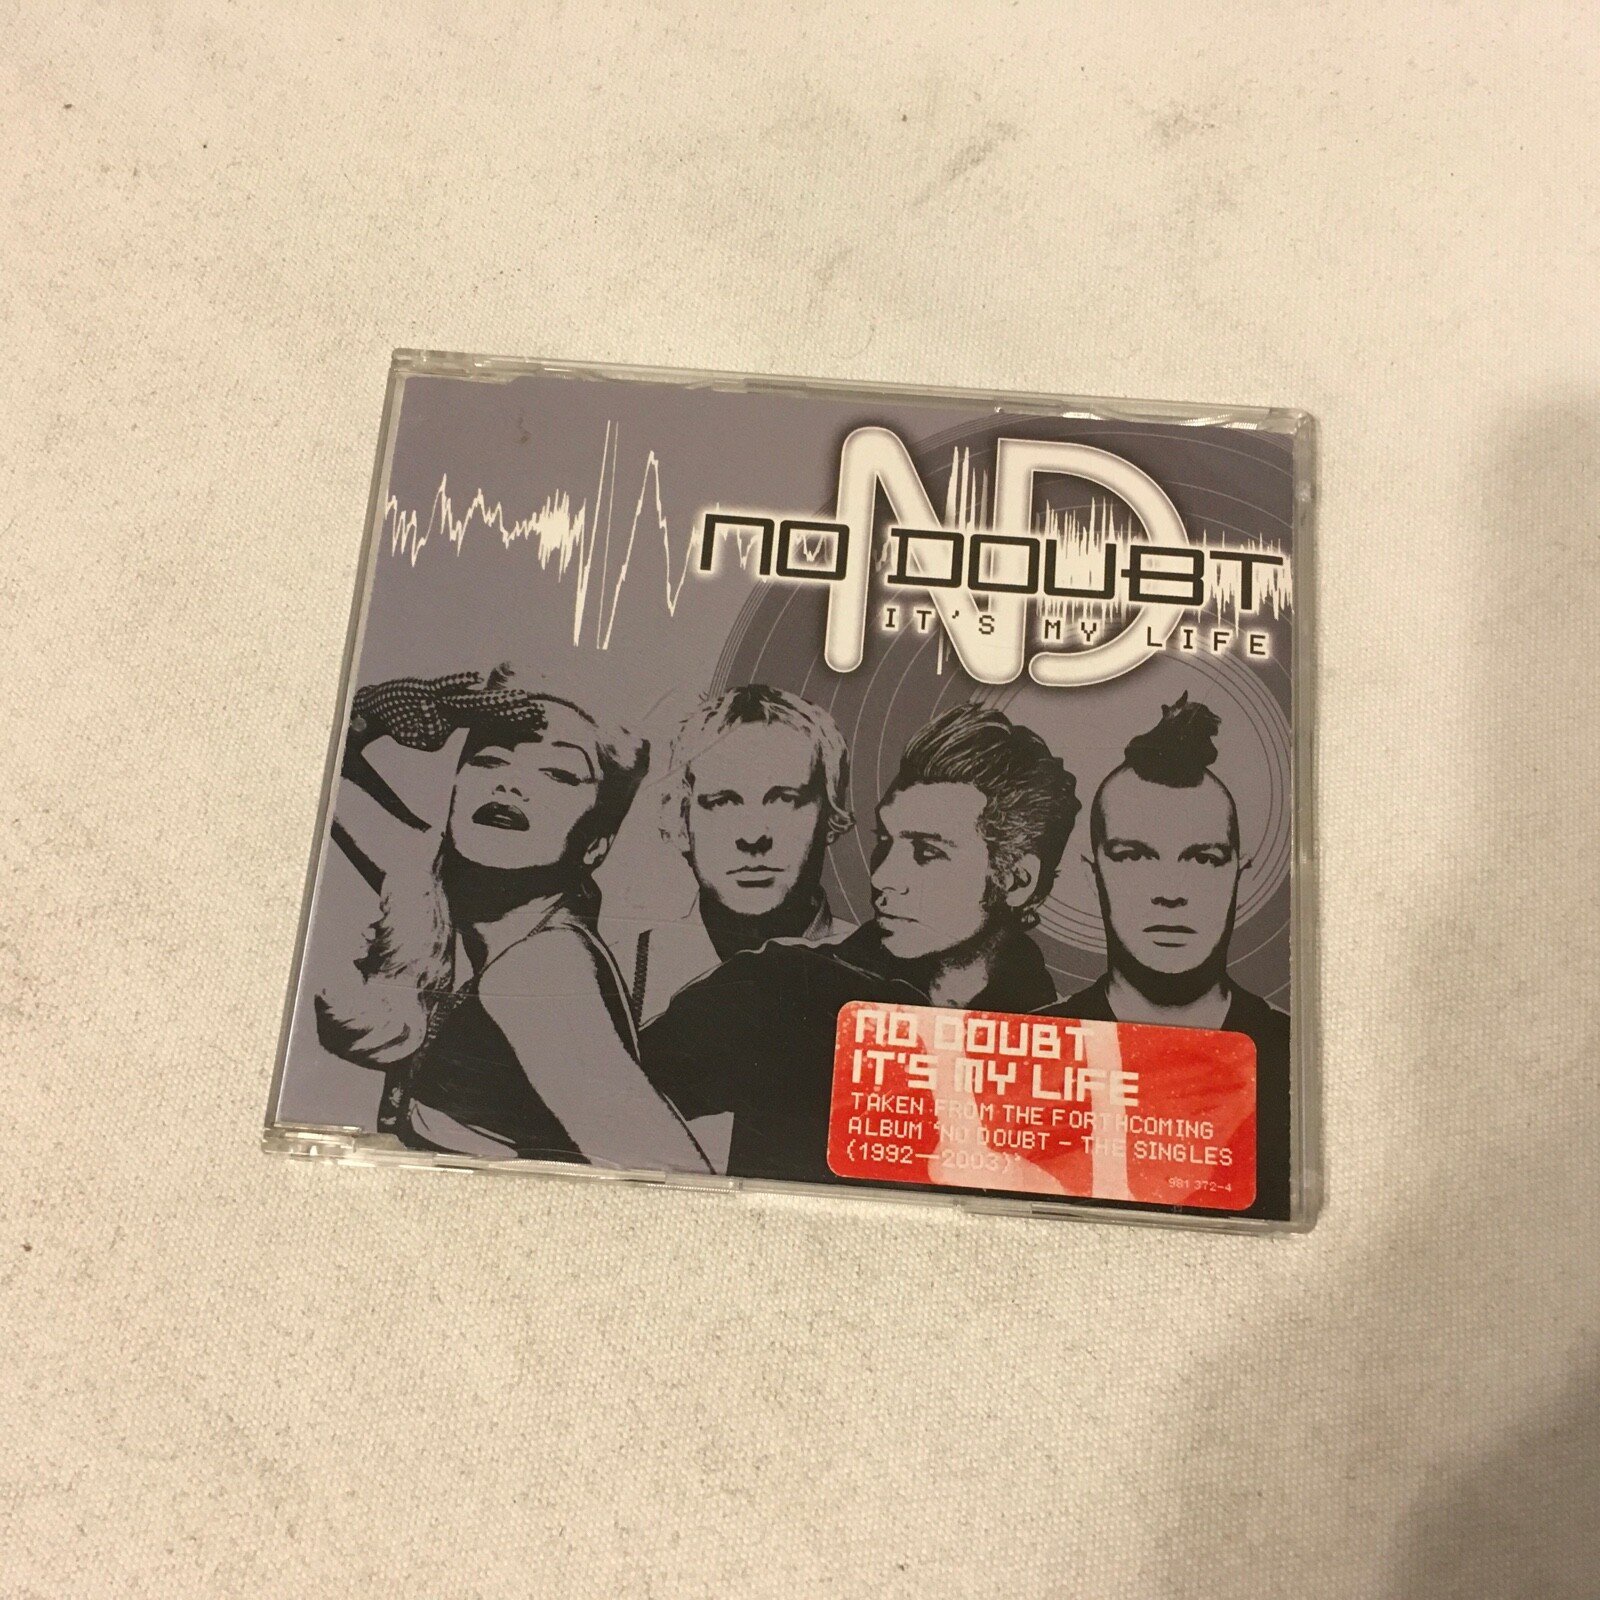 ND
NO DOUBT
IT'S MY LIFE
NO DOUBT
IT'S MY LIFE
TAKEN FROM THE FORTHCOMING
ALBUM 'NO DOUBT – THE SINGLES
(1992—2003)'
981 372-4